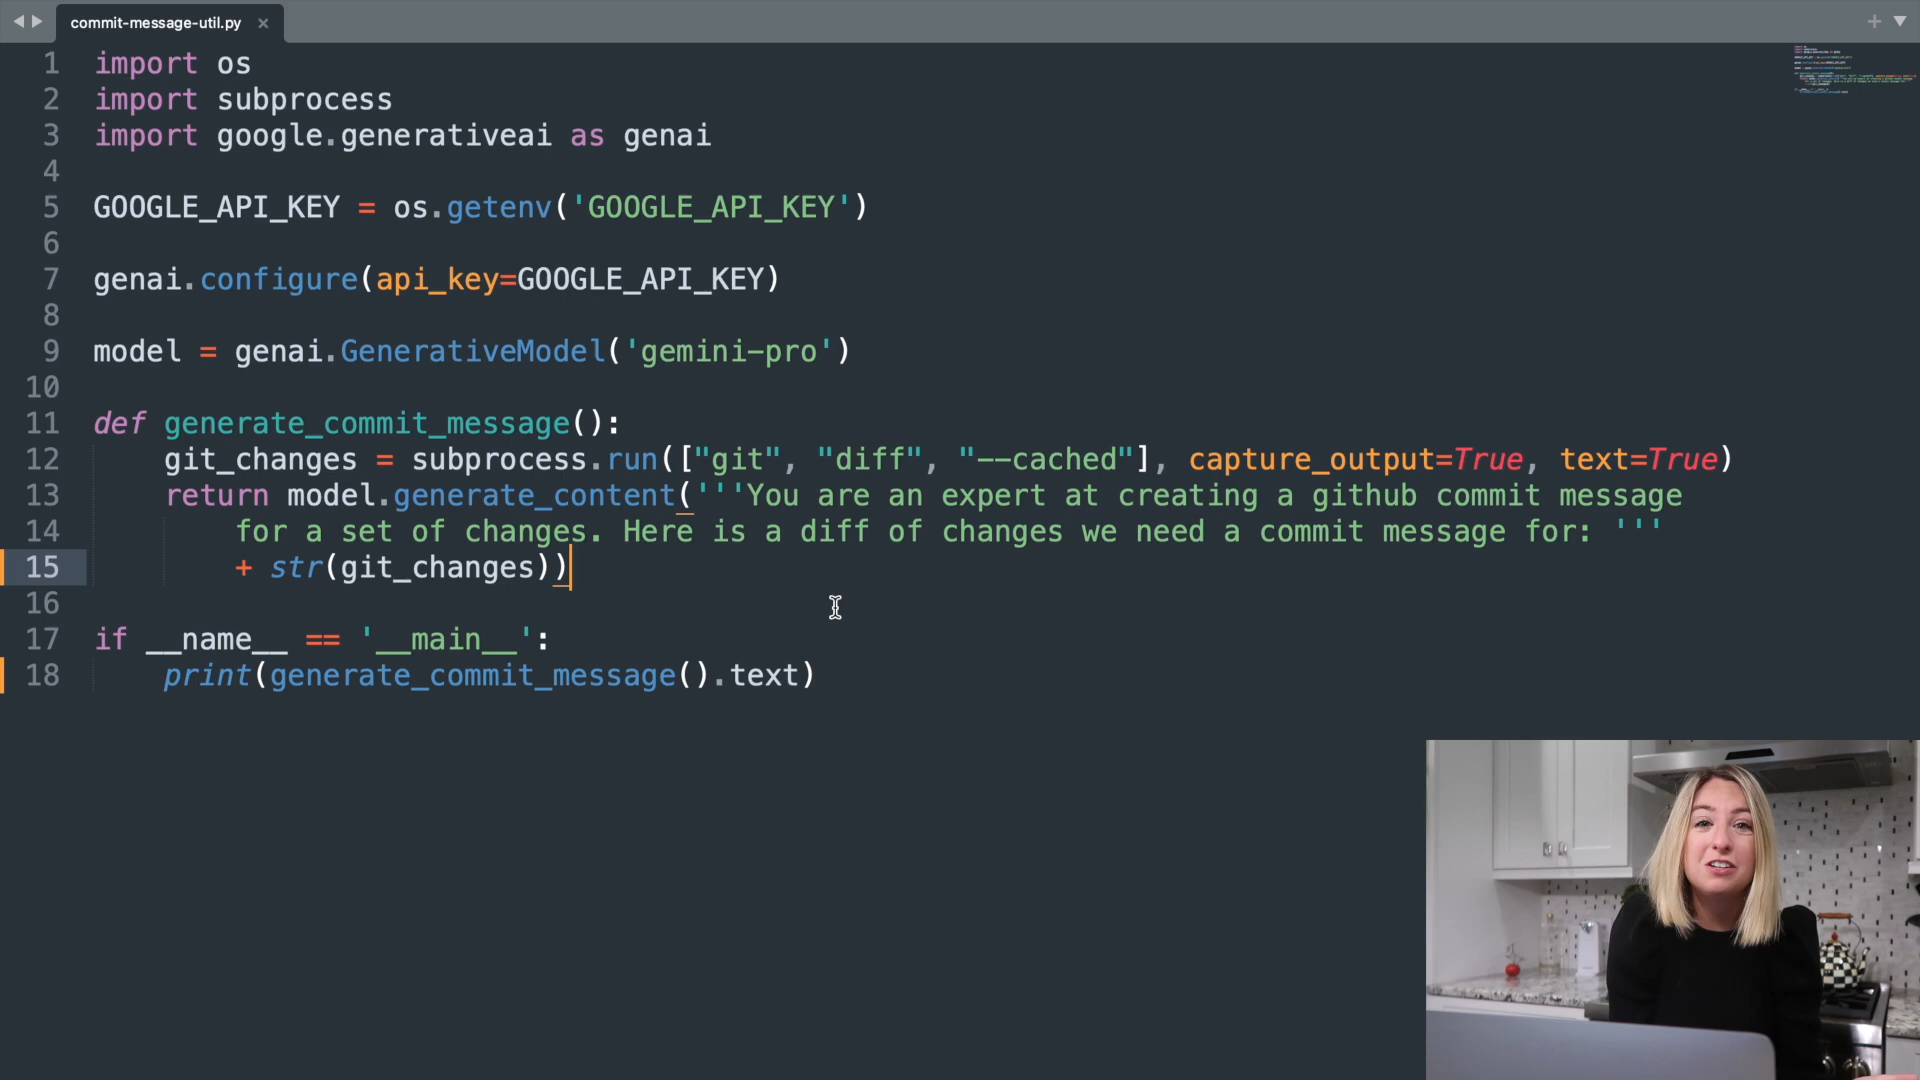 commit-message-util.py
1 import os
2 import subprocess
3 import google.generativeai as genai
4
5 GOOGLE_API_KEY = os.getenv('GOOGLE_API_KEY')
6
7 genai.configure(api_key=GOOGLE_API_KEY)
8
9 model = genai.GenerativeModel('gemini-pro')
10
11 def generate_commit_message():
12 git_changes = subprocess.run(["git", "diff", "--cached"], capture_output=True, text=True)
13 return model.generate_content('''You are an expert at creating a github commit message
14 for a set of changes. Here is a diff of changes we need a commit message for: '''
15 + str(git_changes))
16
17 if __name__ == '__main__':
18 print(generate_commit_message().text)